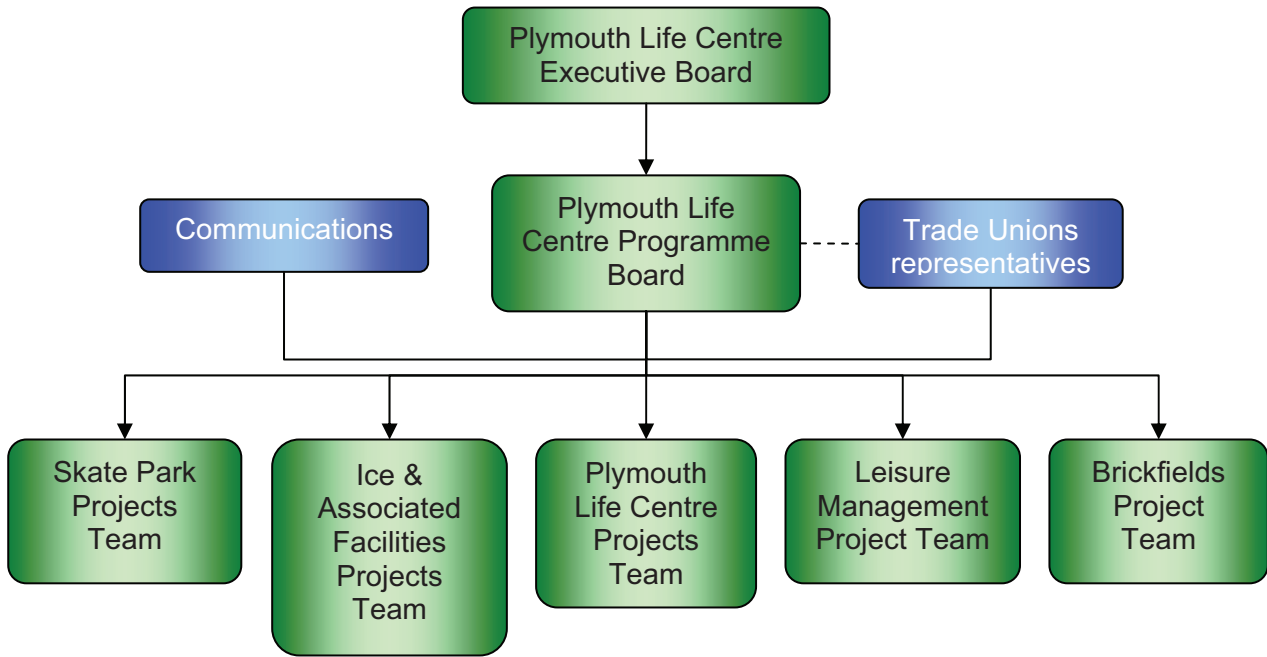 Plymouth Life Centre
Executive Board
Plymouth Life
Centre Programme
Board
Communications
Trade Unions
representatives
Skate Park
Projects
Team
Ice &
Associated
Facilities
Projects
Team
Plymouth
Life Centre
Projects
Team
Leisure
Management
Project Team
Brickfields
Project
Team